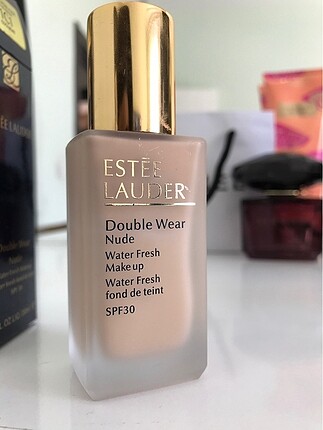 ESTĒE
LAUDER
Double Wear
Nude
Water Fresh
Makeup
Water Fresh
fond de teint
SPF30